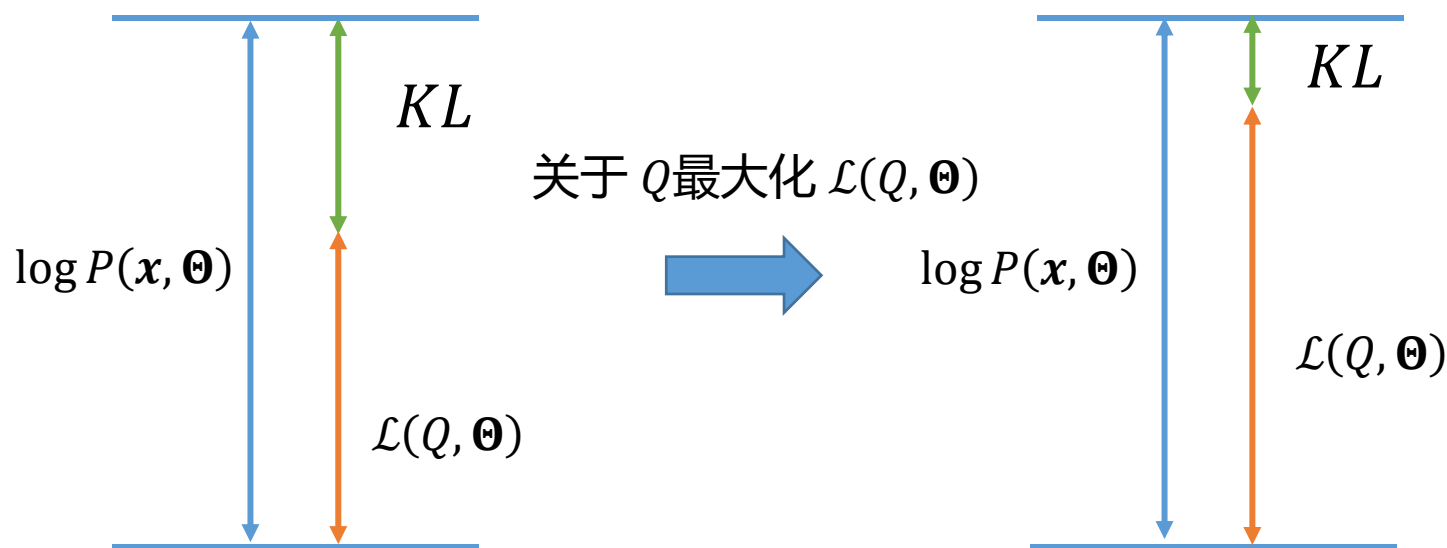 KL
log P(x, Θ)
ℒ(Q, Θ)
关于 Q最大化 ℒ(Q, Θ)
KL
log P(x, Θ)
ℒ(Q, Θ)